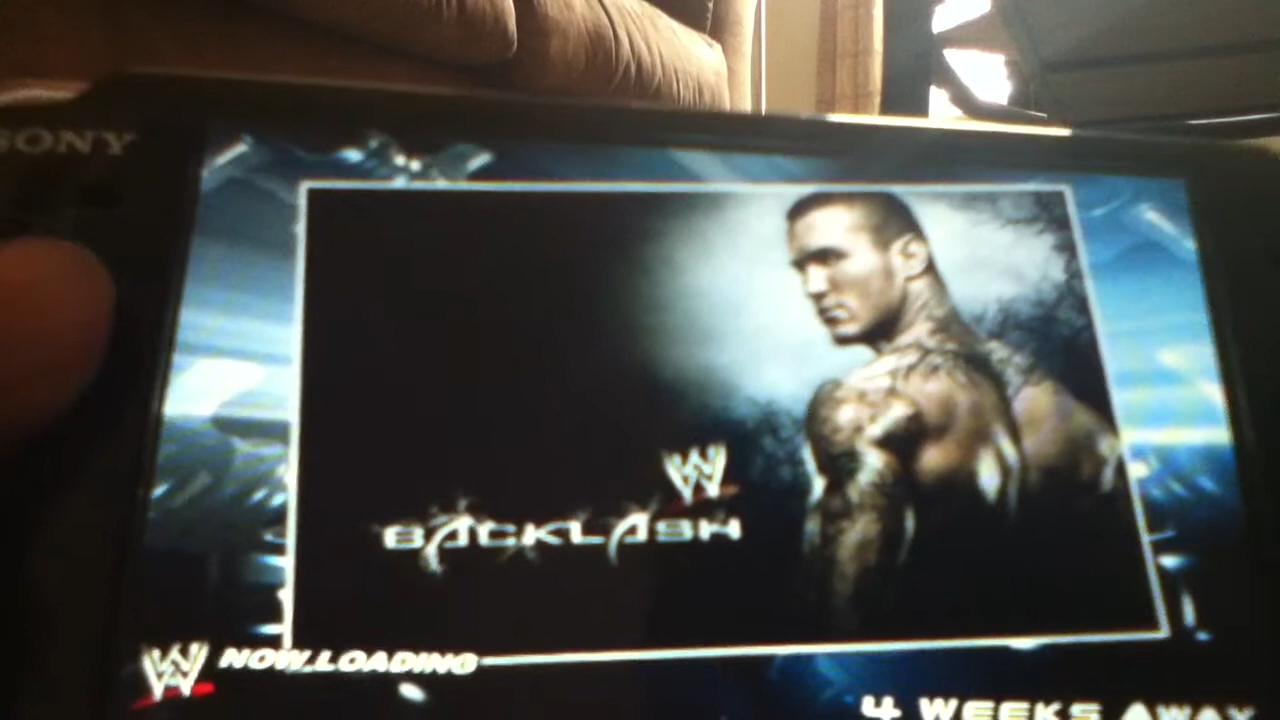 SONY
W
BACKLASH
W NOW LOADING
4 WEEKS AWAY